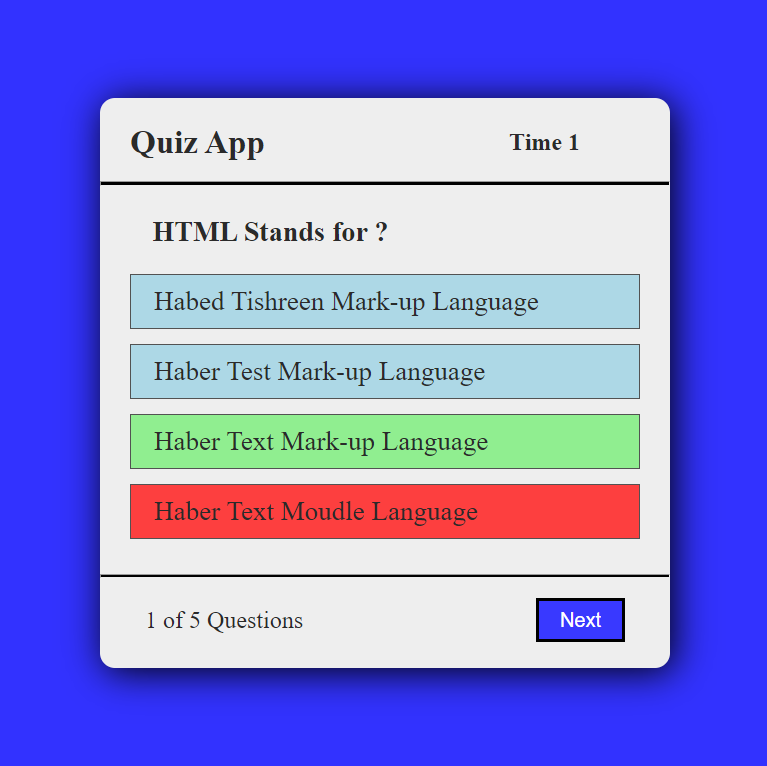 Quiz App
Time 1
HTML Stands for ?
Habed Tishreen Mark-up Language
Haber Test Mark-up Language
Haber Text Mark-up Language
Haber Text Moudle Language
1 of 5 Questions
Next